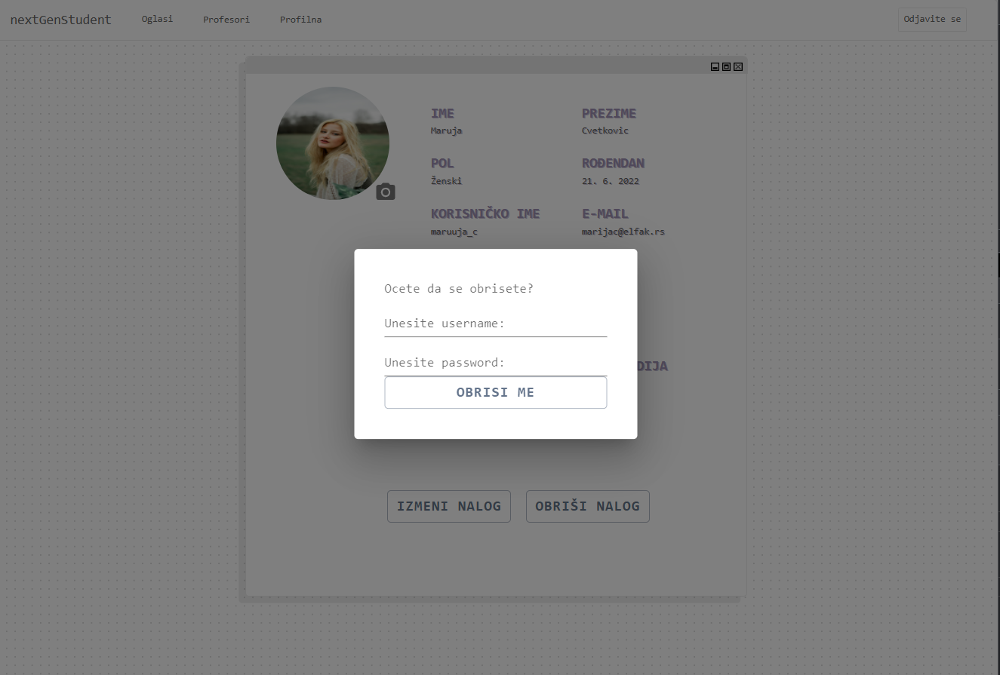 nextGenStudent Oglasi Profesori Profilna Odjavite se
IME PREZIME
Maruja Cvetkovic
POL ROĐENDAN
Ženski 21. 6. 2022
KORISNIČKO IME E-MAIL
maruuja_c marijac@elfak.rs
Ocete da se obrisete?
Unesite username:
Unesite password:
DIJA
OBRISI ME
IZMENI NALOG OBRIŠI NALOG